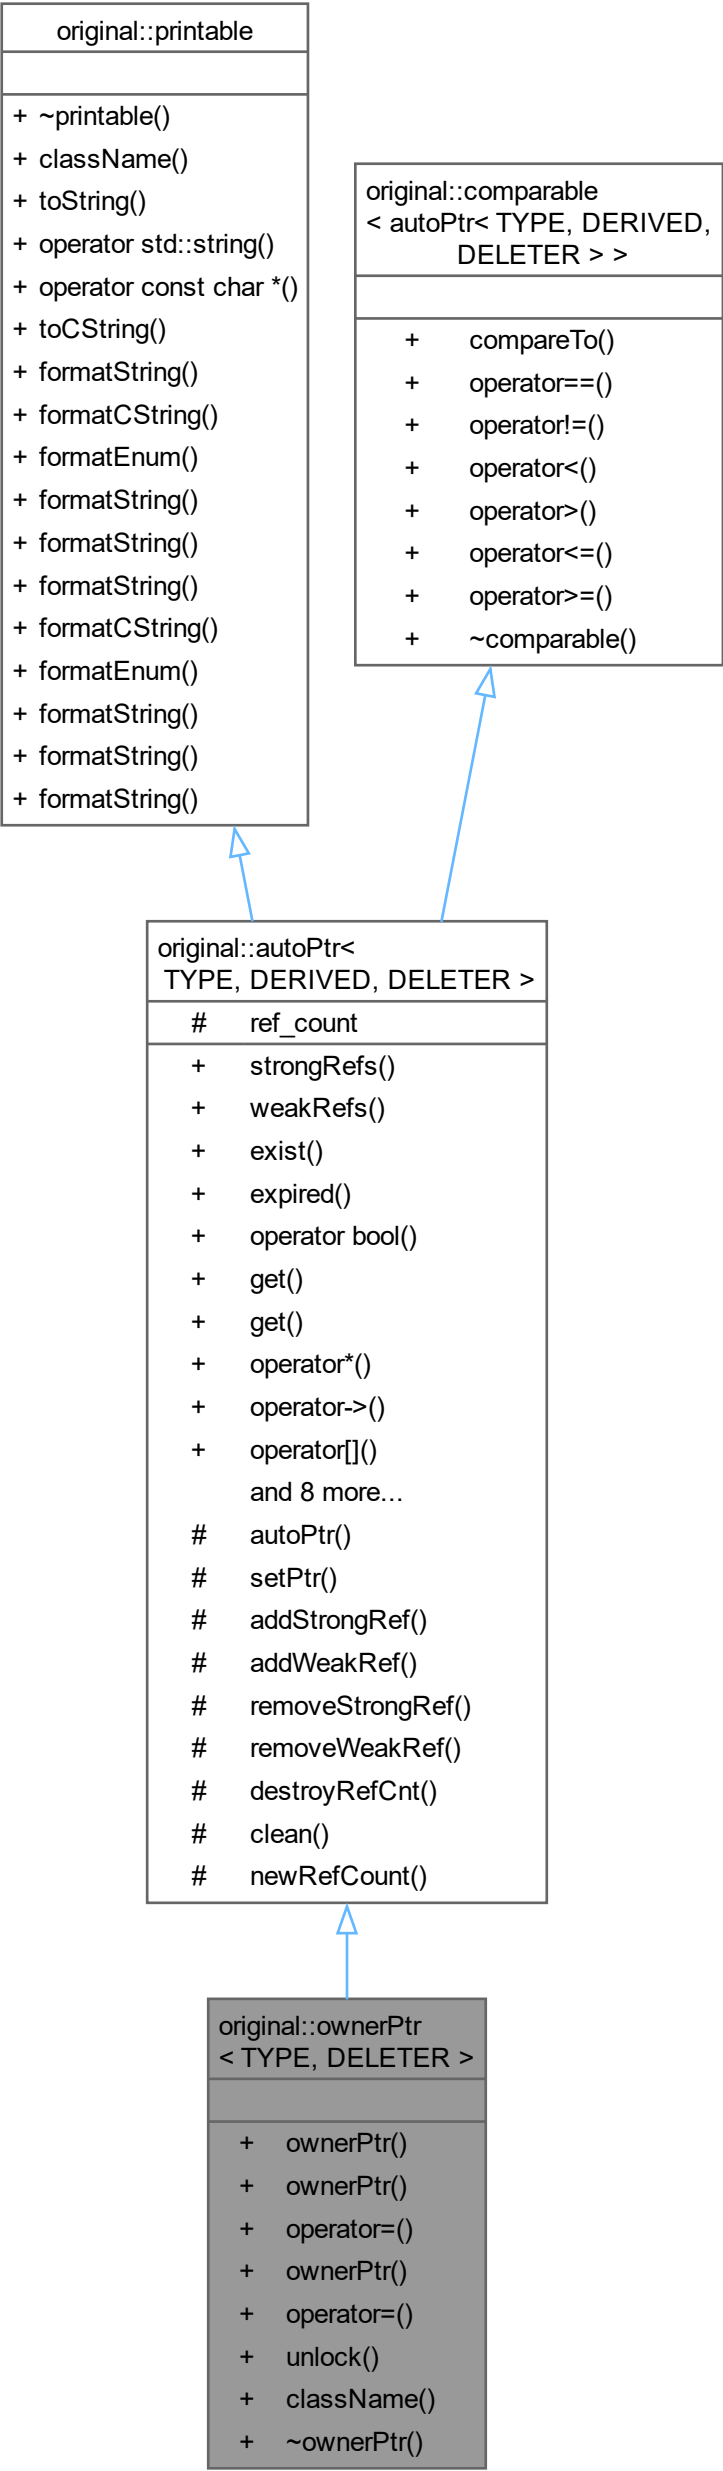 original::printable
+ ~printable()
+ className()
+ toString()
+ operator std::string()
+ operator const char *()
+ toCString()
+ formatString()
+ formatCString()
+ formatEnum()
+ formatString()
+ formatString()
+ formatString()
+ formatCString()
+ formatEnum()
+ formatString()
+ formatString()
+ formatString()
original::comparable
< autoPtr< TYPE, DERIVED,
DELETER > >
+ compareTo()
+ operator==()
+ operator!=()
+ operator<()
+ operator>()
+ operator<=()
+ operator>=()
+ ~comparable()
original::autoPtr<
TYPE, DERIVED, DELETER >
# ref_count
+ strongRefs()
+ weakRefs()
+ exist()
+ expired()
+ operator bool()
+ get()
+ get()
+ operator*()
+ operator->()
+ operator[]()
and 8 more...
# autoPtr()
# setPtr()
# addStrongRef()
# addWeakRef()
# removeStrongRef()
# removeWeakRef()
# destroyRefCnt()
# clean()
# newRefCount()
original::ownerPtr
< TYPE, DELETER >
+ ownerPtr()
+ ownerPtr()
+ operator=()
+ ownerPtr()
+ operator=()
+ unlock()
+ className()
+ ~ownerPtr()